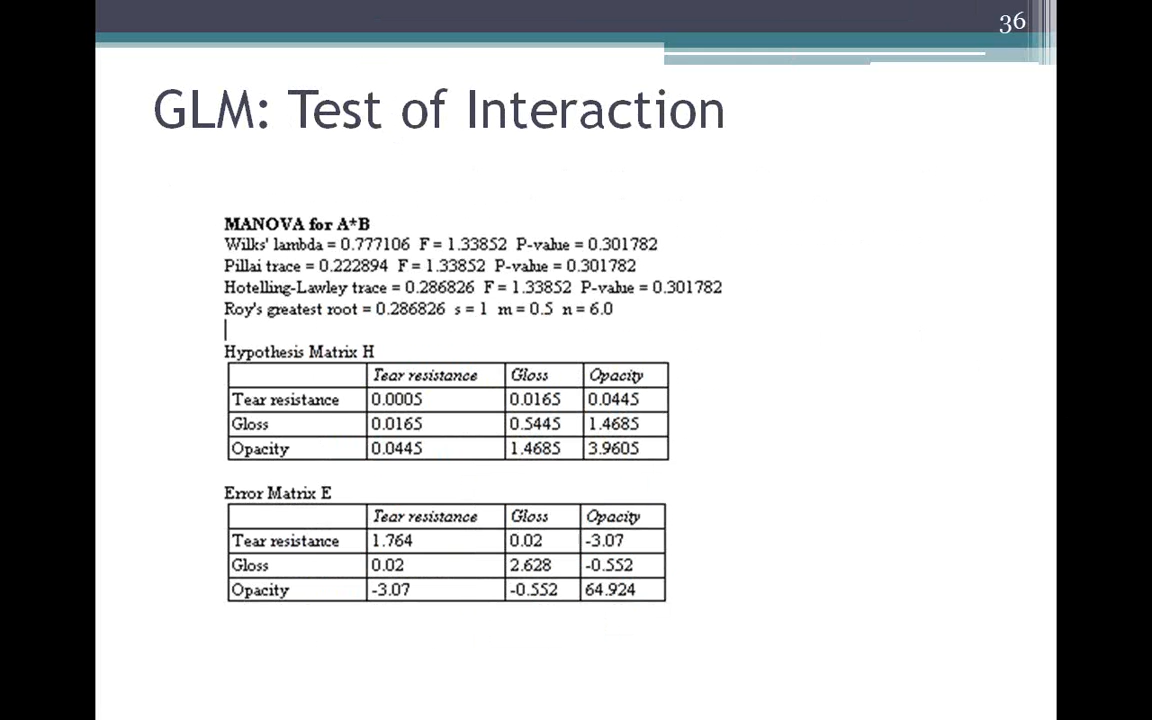 36
GLM: Test of Interaction
MANOVA for A*B
Wilks' lambda = 0.777106 F = 1.33852 P-value = 0.301782
Pillai trace = 0.222894 F = 1.33852 P-value = 0.301782
Hotelling-Lawley trace = 0.286826 F = 1.33852 P-value = 0.301782
Roy's greatest root = 0.286826 s = 1 m = 0.5 n = 6.0
Hypothesis Matrix H
Tear resistance Gloss Opacity
Tear resistance 0.0005 0.0165 0.0445
Gloss 0.0165 0.5445 1.4685
Opacity 0.0445 1.4685 3.9605
Error Matrix E
Tear resistance Gloss Opacity
Tear resistance 1.764 0.02 -3.07
Gloss 0.02 2.628 -0.552
Opacity -3.07 -0.552 64.924